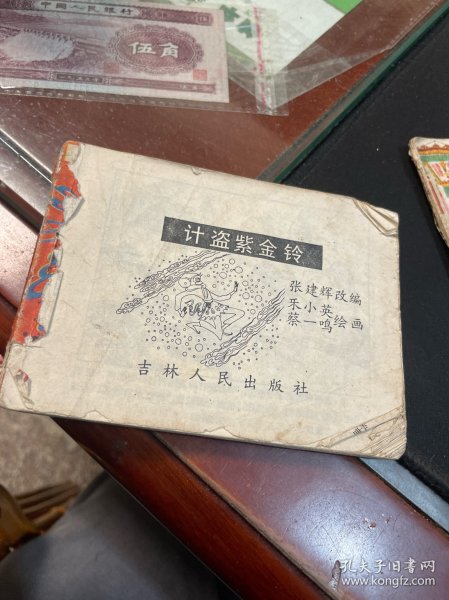 中国人民银行
伍角
计盗紫金铃
张建辉改编
朱小英
蔡一鸣绘画
吉林人民出版社
孔夫子旧书网
www.kongfz.com